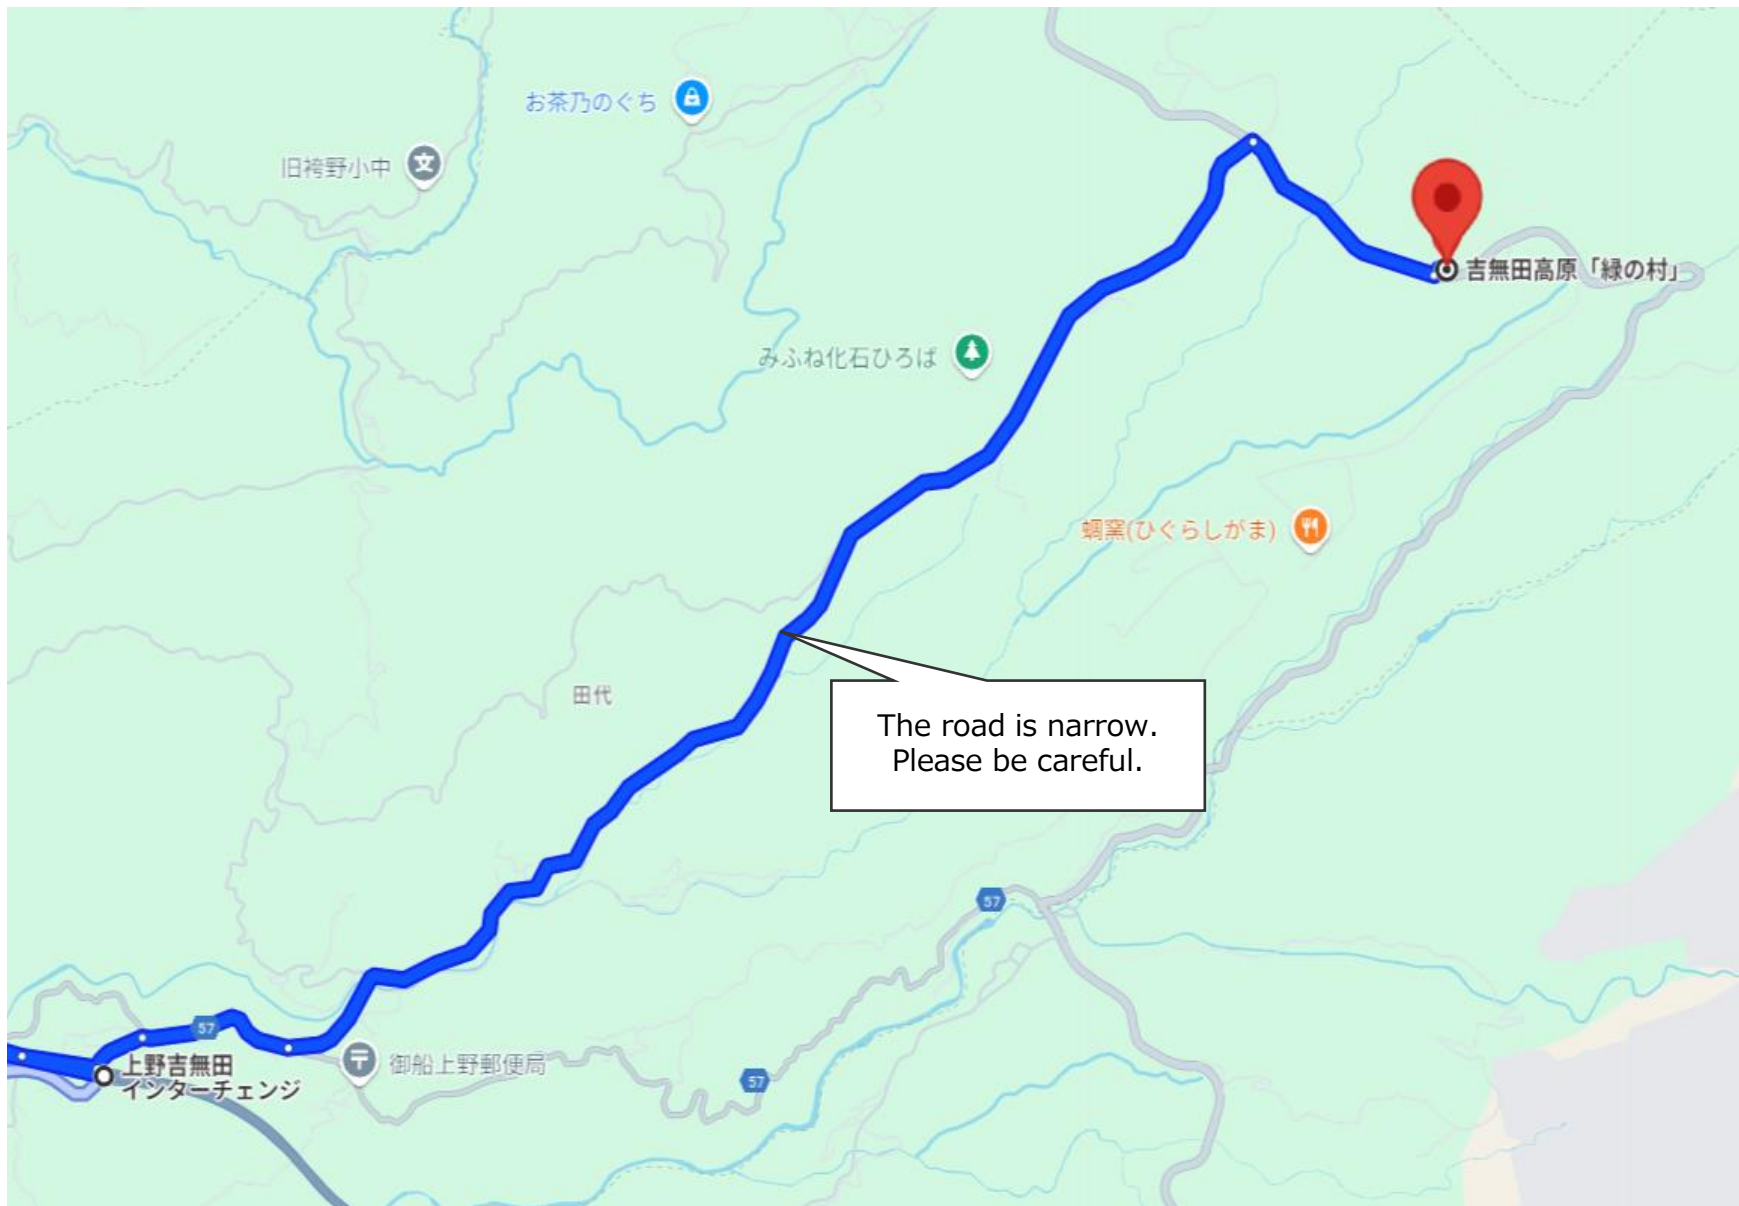 お茶乃のぐち
旧袴野小中
文
吉無田高原「緑の村」
みふね化石ひろば
蜩窯(ひぐらしがま)
田代
The road is narrow.
Please be careful.
57
57
上野吉無田
インターチェンジ
〒
御船上野郵便局
57